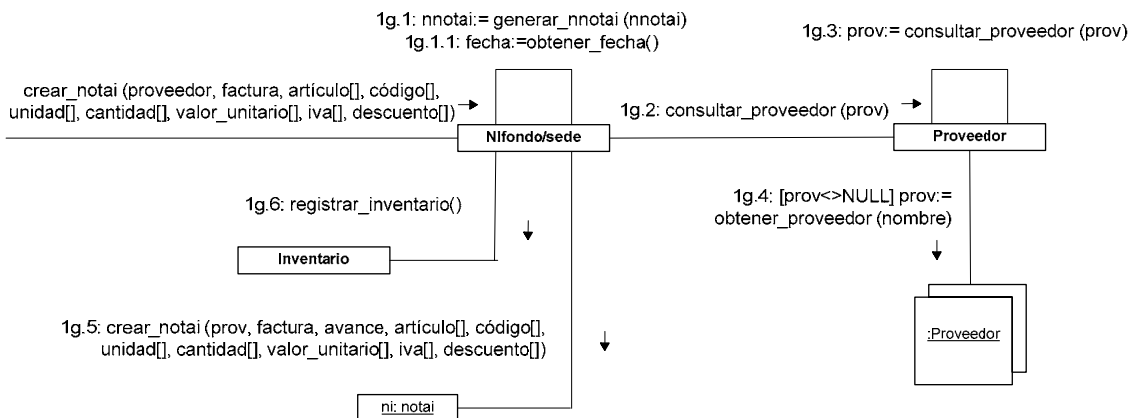 1g.1: nnotai:= generar_nnotai (nnotai)
1g.1.1: fecha:=obtener_fecha()
1g.3: prov:= consultar_proveedor (prov)
crear_notai (proveedor, factura, artículo[], código[],
unidad[], cantidad[], valor_unitario[], iva[], descuento[])
1g.2: consultar_proveedor (prov)
NIfondo/sede
Proveedor
1g.6: registrar_inventario()
1g.4: [prov<>NULL] prov:=
obtener_proveedor (nombre)
Inventario
1g.5: crear_notai (prov, factura, avance, artículo[], código[],
unidad[], cantidad[], valor_unitario[], iva[], descuento[])
:Proveedor
ni: notai